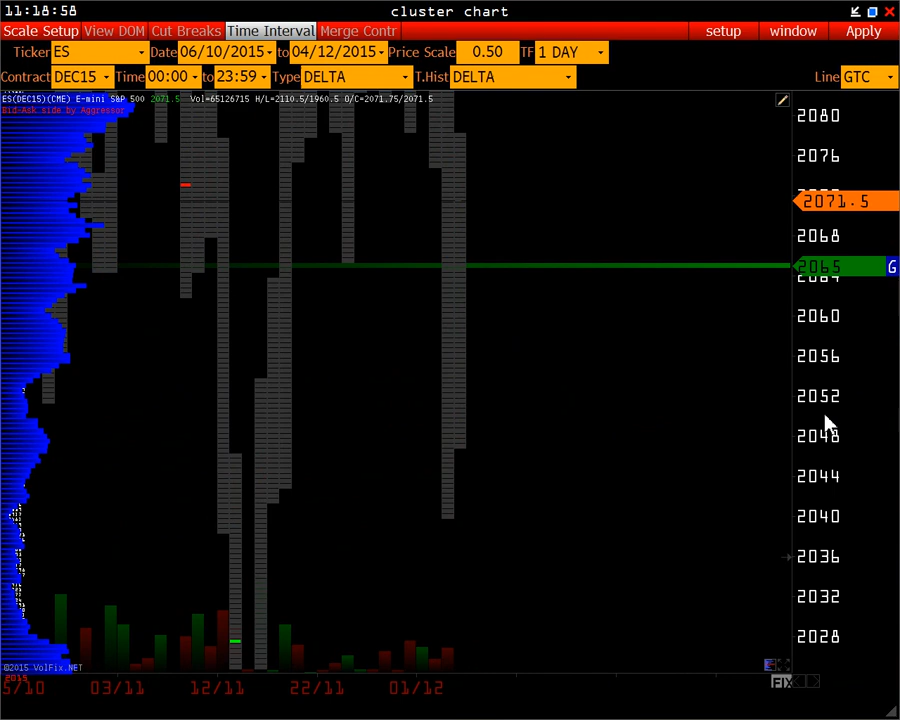 11:18:58 cluster chart
Scale Setup View DOM Cut Breaks Time Interval Merge Contr setup window Apply
Ticker ES Date 06/10/2015 to 04/12/2015 Price Scale 0.50 TF 1 DAY
Contract DEC15 Time 00:00 to 23:59 Type DELTA T.Hist DELTA Line GTC
ES(DEC15)(CME) E-mini S&P 500 2071.5 Vol=65126715 H/L=2110.5/1960.5 O/C=2071.75/2071.5
Bid-Ask side by Aggressor
2080
2076
2071.5
2068
2065 G
2064
2060
2056
2052
2048
2044
2040
2036
2032
2028
©2015 VolFix.NET
2015
5/10 03/11 12/11 22/11 01/12
FIX